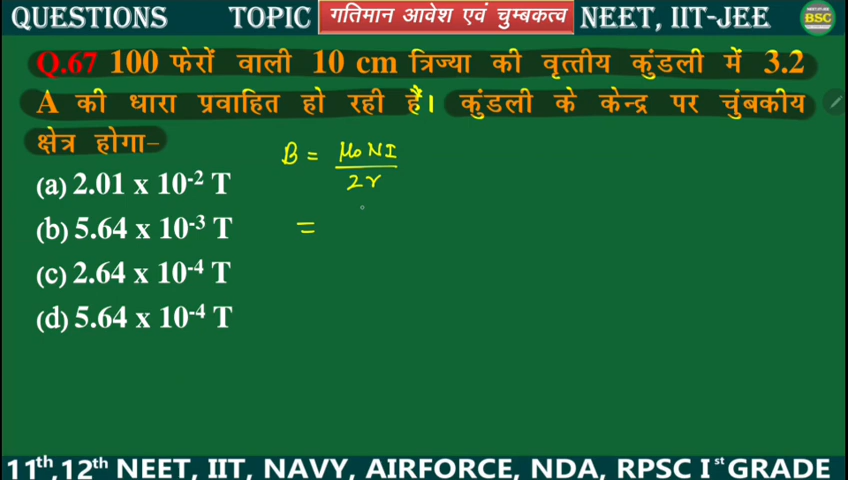 QUESTIONS TOPIC गतिमान आवेश एवं चुम्बकत्व NEET, IIT-JEE BSC
Q.67 100 फेरों वाली 10 cm त्रिज्या की वृत्तीय कुंडली में 3.2
A की धारा प्रवाहित हो रही है। कुंडली के केन्द्र पर चुंबकीय
क्षेत्र होगा–
B = μ₀NI / 2r
=
(a) 2.01 x 10⁻² T
(b) 5.64 x 10⁻³ T
(c) 2.64 x 10⁻⁴ T
(d) 5.64 x 10⁻⁴ T
11th,12th NEET, IIT, NAVY, AIRFORCE, NDA, RPSC Ist GRADE